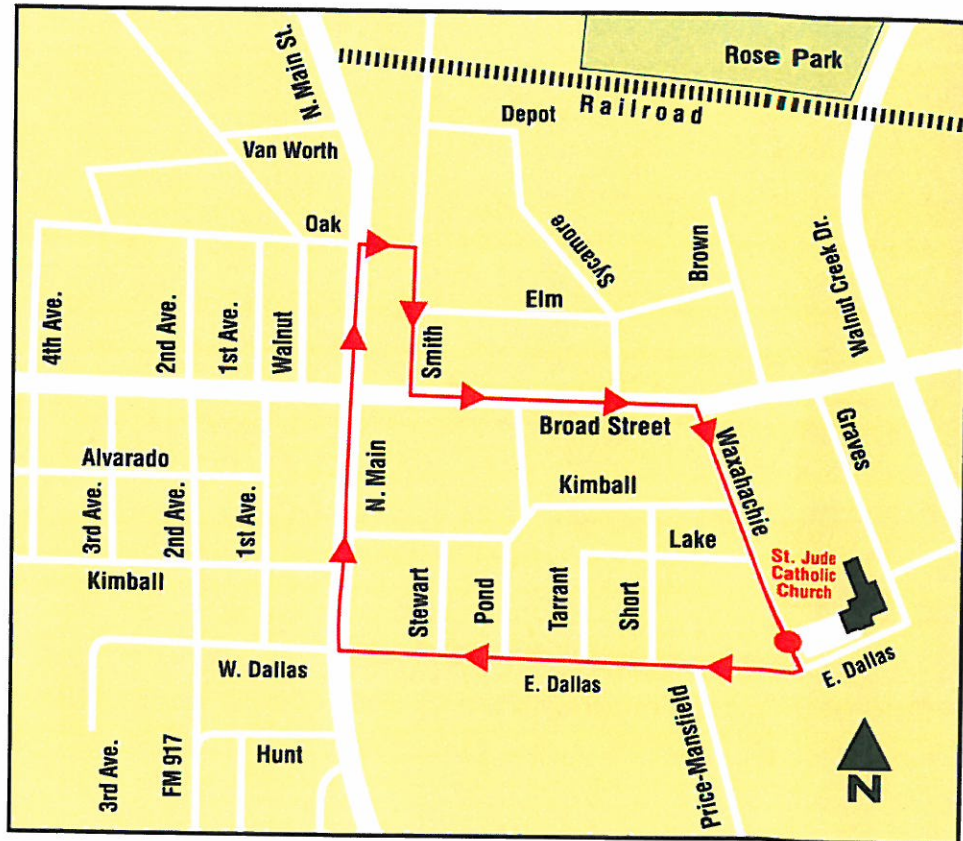 N. Main St.
Rose Park
Railroad
Depot
Van Worth
Oak
Sycamore
Brown
Walnut Creek Dr.
Elm
4th Ave.
2nd Ave.
1st Ave.
Walnut
Smith
Broad Street
Waxahachie
Graves
Alvarado
N. Main
Kimball
3rd Ave.
2nd Ave.
1st Ave.
Lake
St. Jude
Catholic
Church
Kimball
Stewart
Pond
Tarrant
Short
W. Dallas
E. Dallas
E. Dallas
Price-Mansfield
3rd Ave.
FM 917
Hunt
N